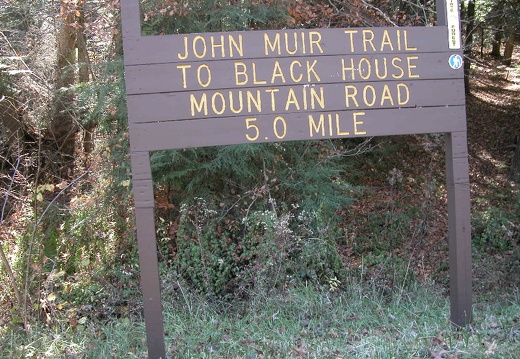 JOHN MUIR TRAIL
TO BLACK HOUSE
MOUNTAIN ROAD
5.0 MILE